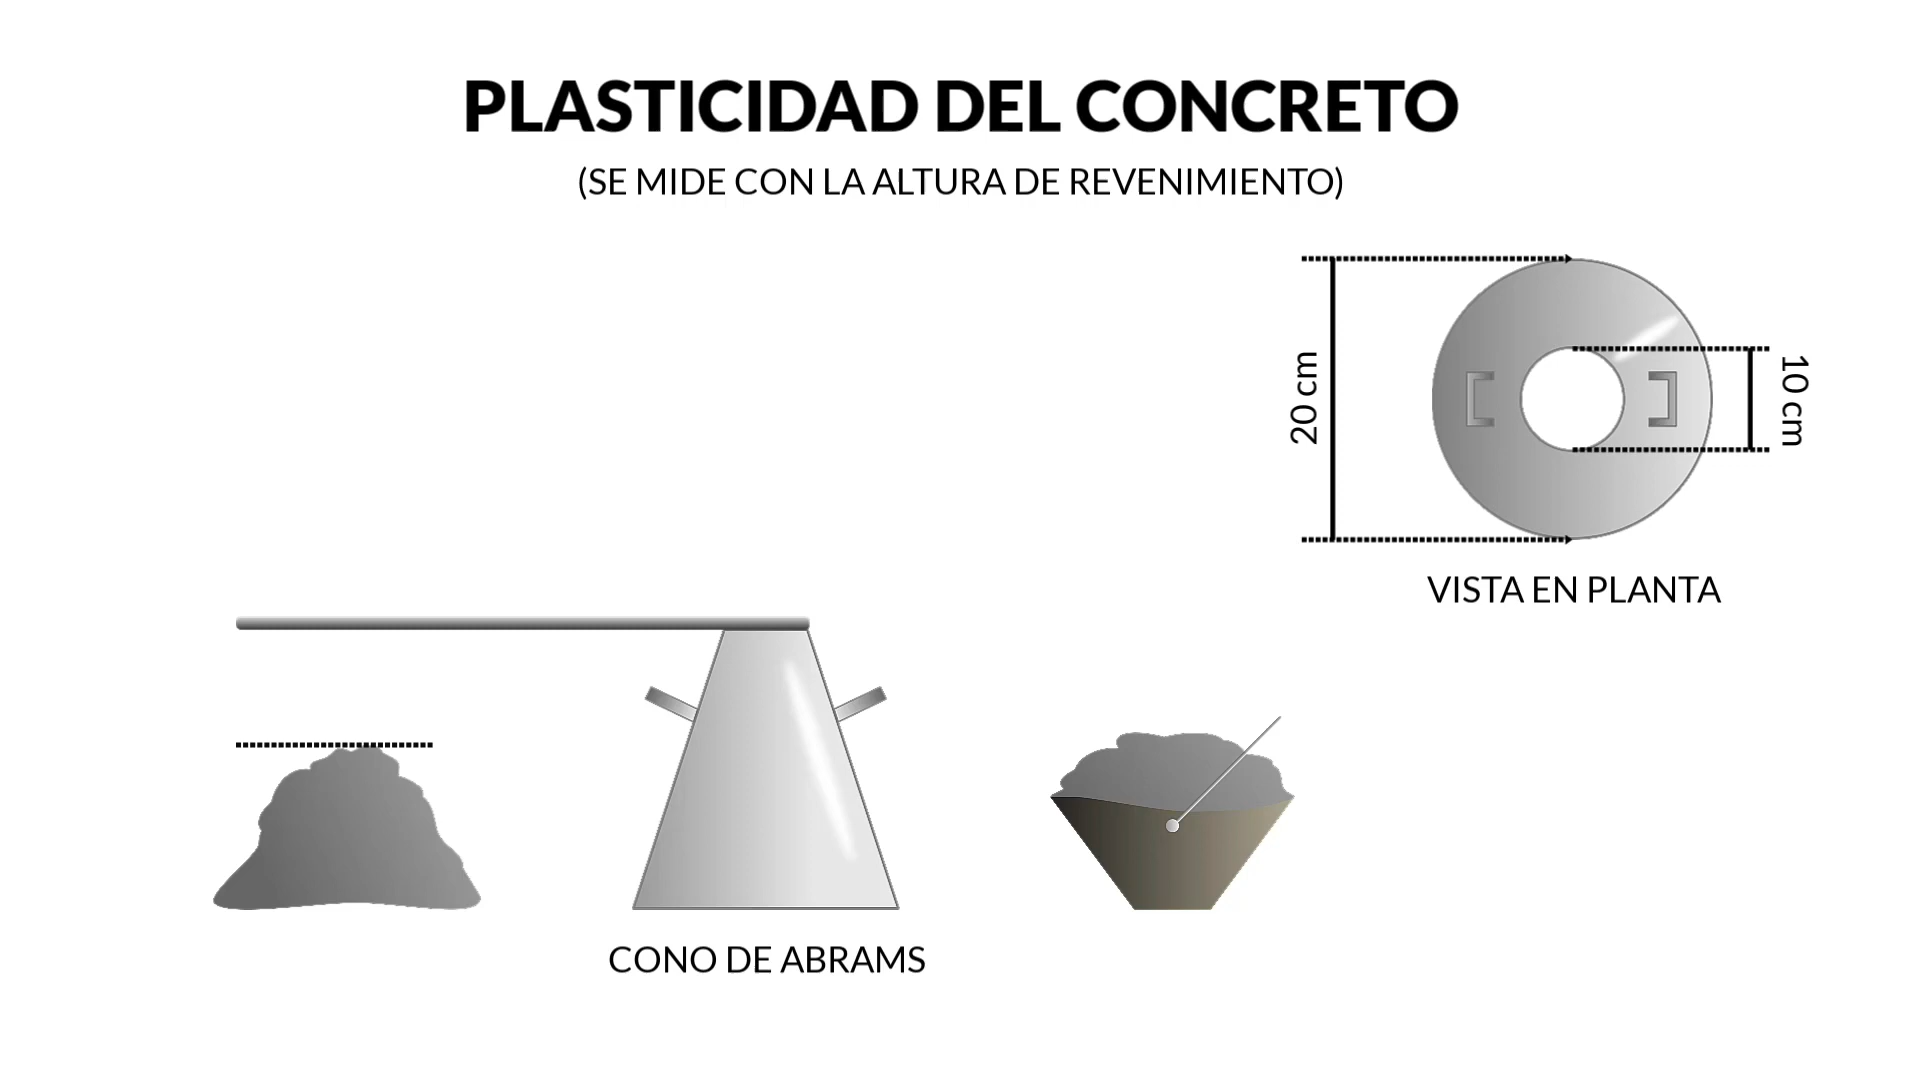 PLASTICIDAD DEL CONCRETO
(SE MIDE CON LA ALTURA DE REVENIMIENTO)
20 cm
10 cm
VISTA EN PLANTA
CONO DE ABRAMS